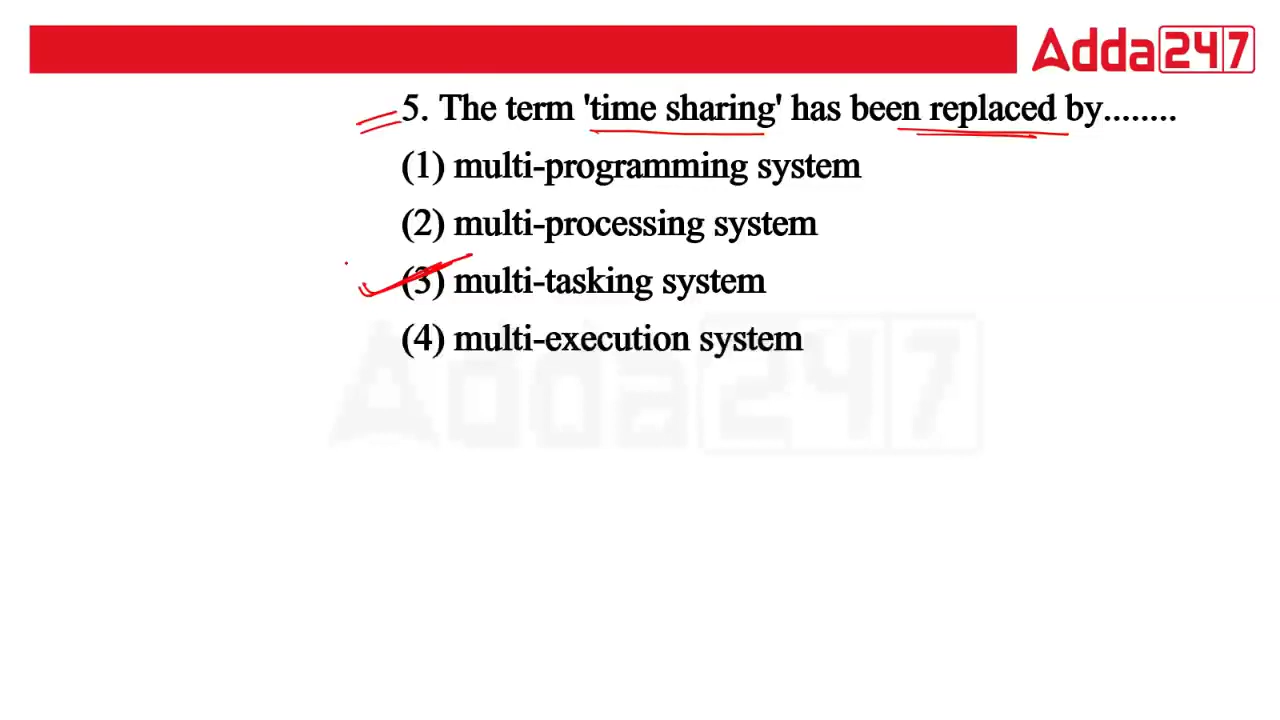 Adda247
5. The term 'time sharing' has been replaced by........
(1) multi-programming system
(2) multi-processing system
(3) multi-tasking system
(4) multi-execution system
Adda247